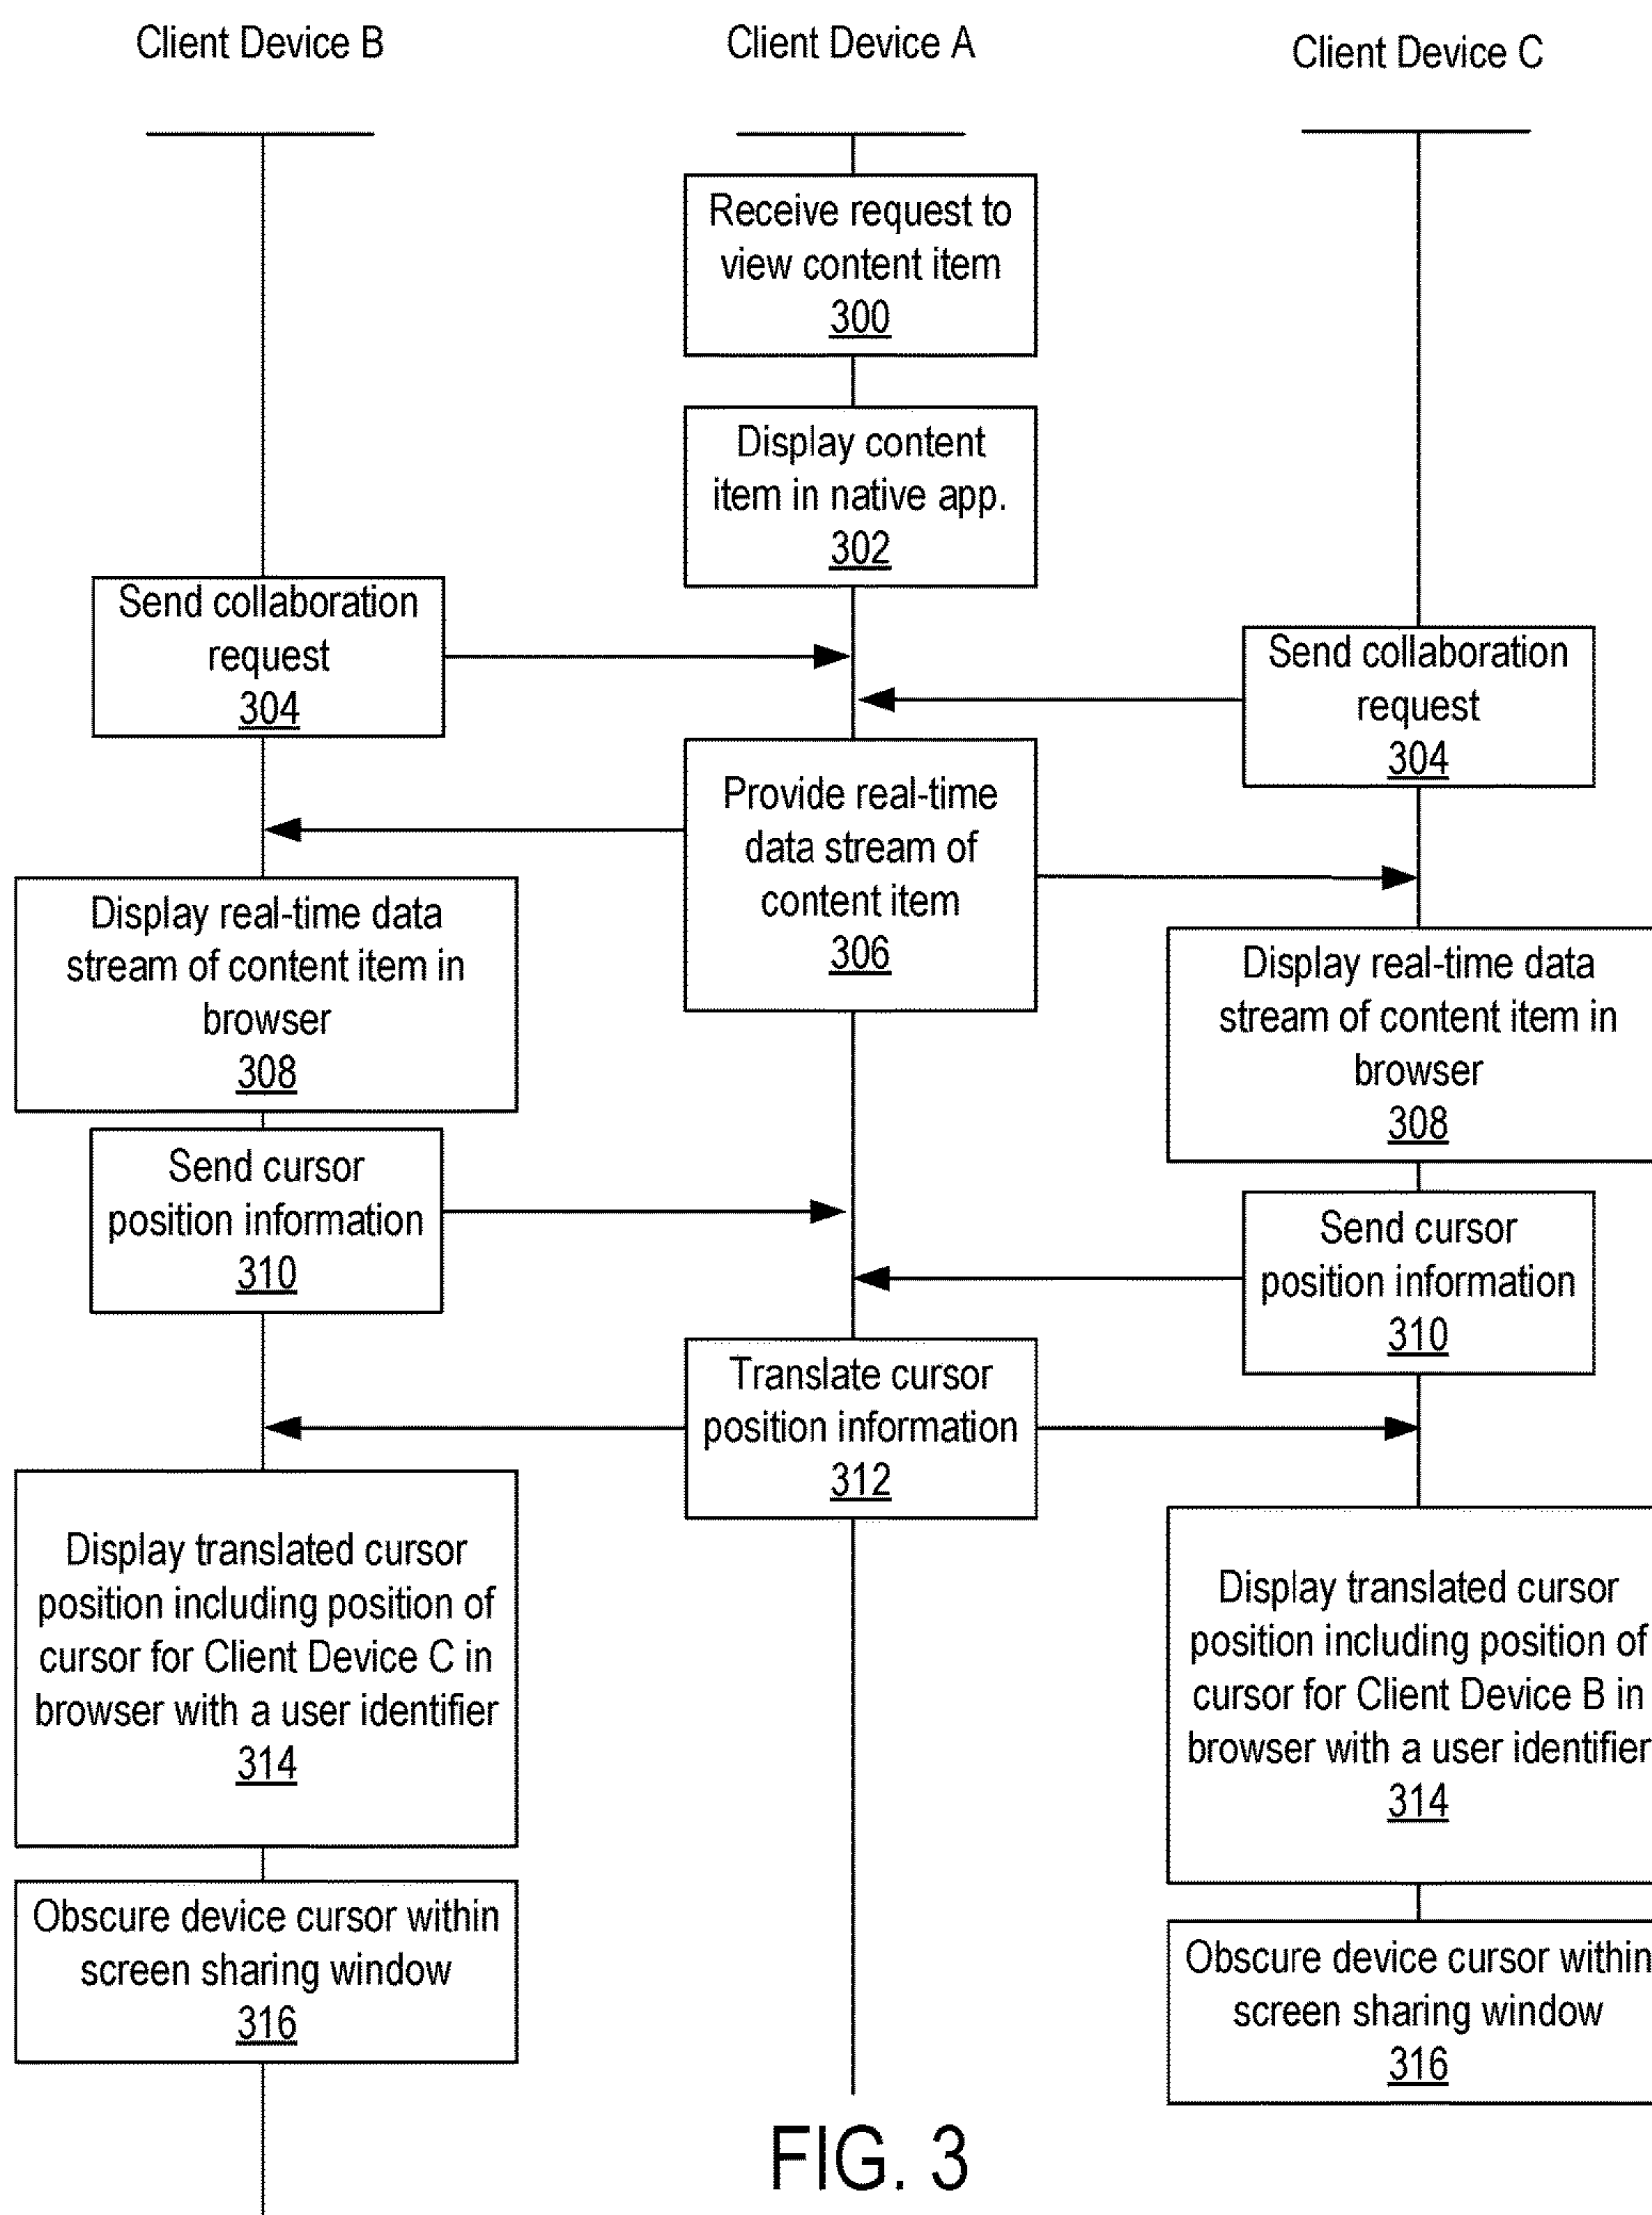 Client Device B
Client Device A
Client Device C
Receive request to
view content item
300
Display content
item in native app.
302
Send collaboration
request
304
Send collaboration
request
304
Provide real-time
data stream of
content item
306
Display real-time data
stream of content item in
browser
308
Display real-time data
stream of content item in
browser
308
Send cursor
position information
310
Send cursor
position information
310
Translate cursor
position information
312
Display translated cursor
position including position of
cursor for Client Device C in
browser with a user identifier
314
Display translated cursor
position including position of
cursor for Client Device B in
browser with a user identifier
314
Obscure device cursor within
screen sharing window
316
Obscure device cursor within
screen sharing window
316
FIG. 3